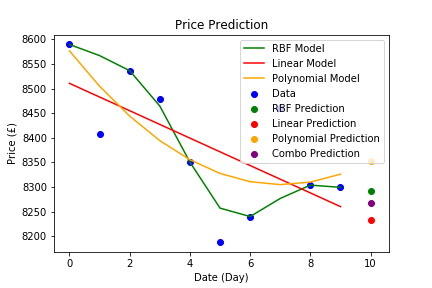 Price Prediction
8600
8550
8500
8450
8400
8350
8300
8250
8200
Price (£)
RBF Model
Linear Model
Polynomial Model
Data
RBF Prediction
Linear Prediction
Polynomial Prediction
Combo Prediction
0 2 4 6 8 10
Date (Day)